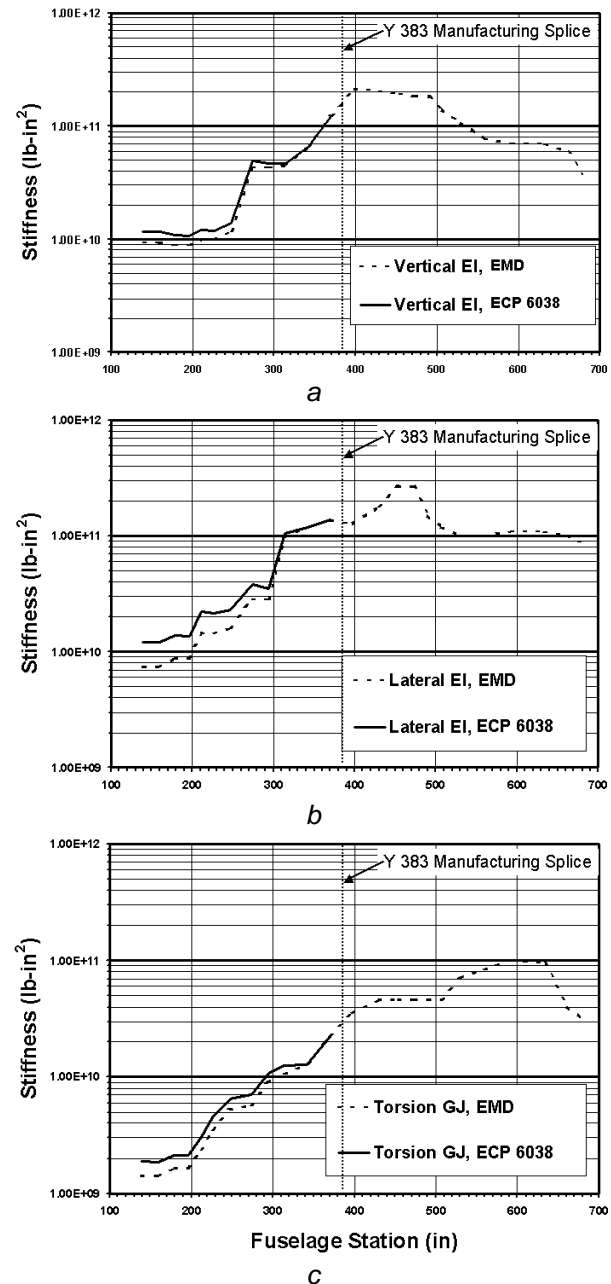 1.00E+12
Y 383 Manufacturing Splice
1.00E+11
Stiffness (lb-in²)
1.00E+10
Vertical EI, EMD
Vertical EI, ECP 6038
1.00E+09
100 200 300 400 500 600 700
a
1.00E+12
Y 383 Manufacturing Splice
1.00E+11
Stiffness (lb-in²)
1.00E+10
Lateral EI, EMD
Lateral EI, ECP 6038
1.00E+09
100 200 300 400 500 600 700
b
1.00E+12
Y 383 Manufacturing Splice
1.00E+11
Stiffness (lb-in²)
1.00E+10
Torsion GJ, EMD
Torsion GJ, ECP 6038
1.00E+09
100 200 300 400 500 600 700
Fuselage Station (in)
c